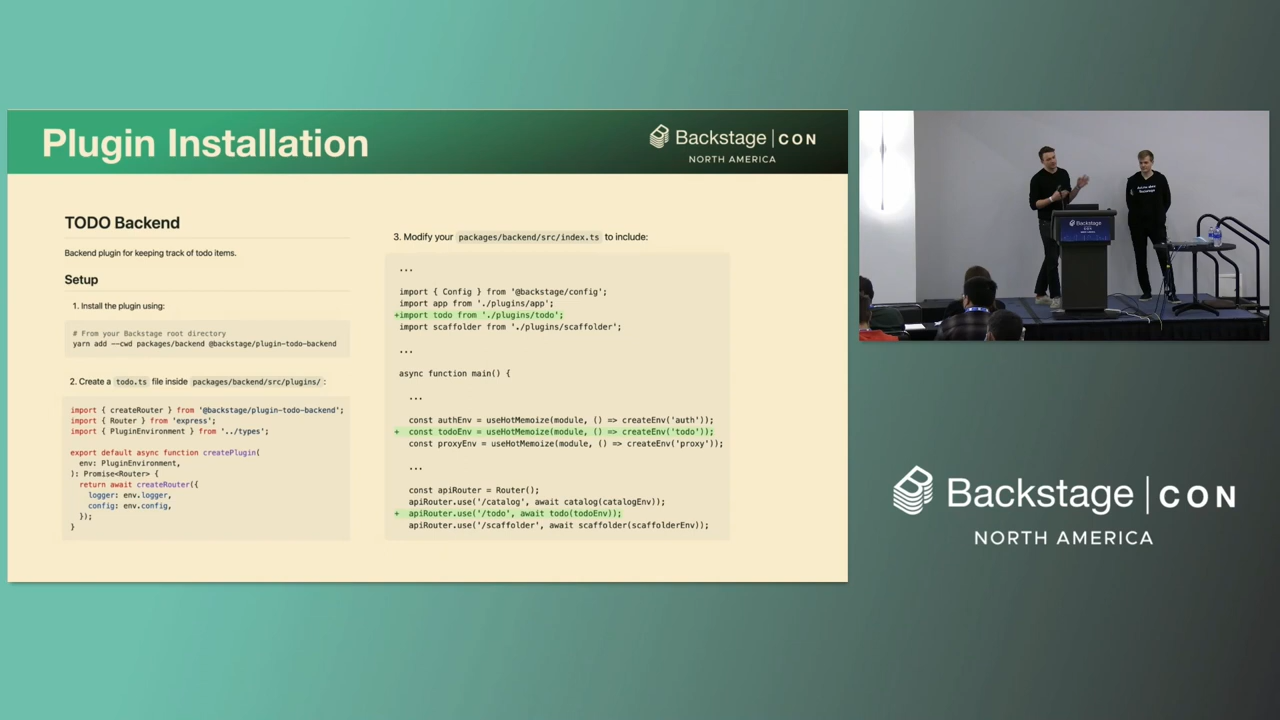 Plugin Installation
Backstage | CON
NORTH AMERICA
TODO Backend
Backend plugin for keeping track of todo items.
Setup
1. Install the plugin using:
# From your Backstage root directory
yarn add --cwd packages/backend @backstage/plugin-todo-backend
2. Create a todo.ts file inside packages/backend/src/plugins/ :
import { createRouter } from '@backstage/plugin-todo-backend';
import { Router } from 'express';
import { PluginEnvironment } from '../types';
export default async function createPlugin(
  env: PluginEnvironment,
): Promise<Router> {
  return await createRouter({
    logger: env.logger,
    config: env.config,
  });
}
3. Modify your packages/backend/src/index.ts to include:
...
import { Config } from '@backstage/config';
import app from './plugins/app';
+import todo from './plugins/todo';
import scaffolder from './plugins/scaffolder';
...
async function main() {
  ...
  const authEnv = useHotMemoize(module, () => createEnv('auth'));
+  const todoEnv = useHotMemoize(module, () => createEnv('todo'));
  const proxyEnv = useHotMemoize(module, () => createEnv('proxy'));
  ...
  const apiRouter = Router();
  apiRouter.use('/catalog', await catalog(catalogEnv));
+  apiRouter.use('/todo', await todo(todoEnv));
  apiRouter.use('/scaffolder', await scaffolder(scaffolderEnv));
Backstage
Backstage | CON
NORTH AMERICA